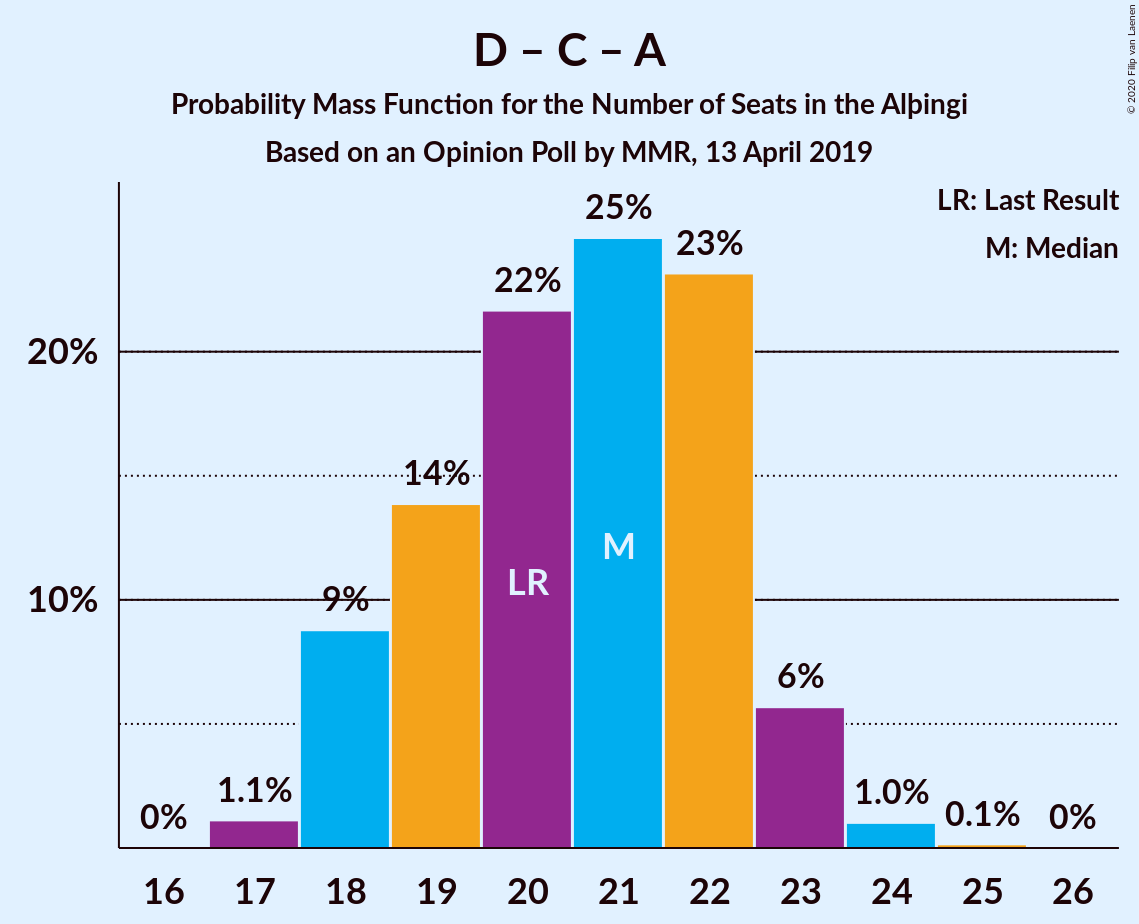 © 2020 Filip van Laenen
D – C – A
Probability Mass Function for the Number of Seats in the Alþingi
Based on an Opinion Poll by MMR, 13 April 2019
LR: Last Result
M: Median
25%
23%
22%
20%
14%
M
LR
10%
9%
6%
1.1%
1.0%
0%
0.1%
0%
16 17 18 19 20 21 22 23 24 25 26